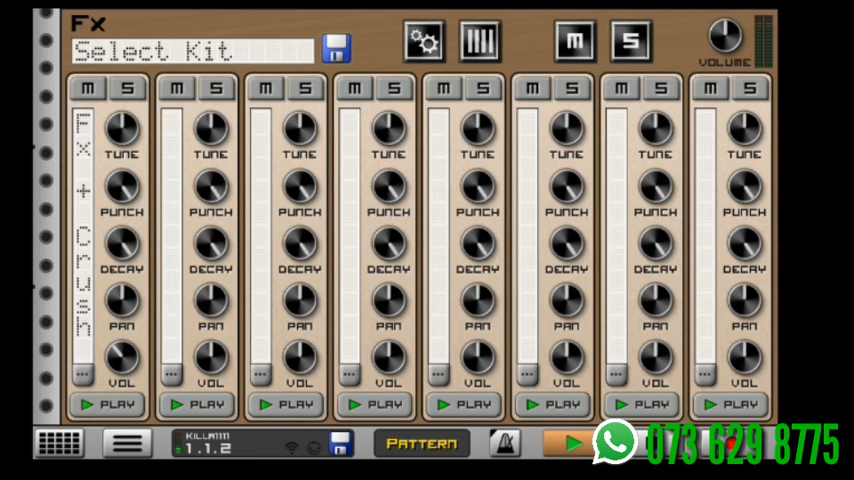 Fx
Select Kit
M S
VOLUME
M S M S M S M S M S M S M S M S
Fx + Crush
TUNE TUNE TUNE TUNE TUNE TUNE TUNE TUNE
PUNCH PUNCH PUNCH PUNCH PUNCH PUNCH PUNCH PUNCH
DECAY DECAY DECAY DECAY DECAY DECAY DECAY DECAY
PAN PAN PAN PAN PAN PAN PAN PAN
VOL VOL VOL VOL VOL VOL VOL VOL
PLAY PLAY PLAY PLAY PLAY PLAY PLAY PLAY
KILLA1111
1.1.2
PATTERN
073 629 8775